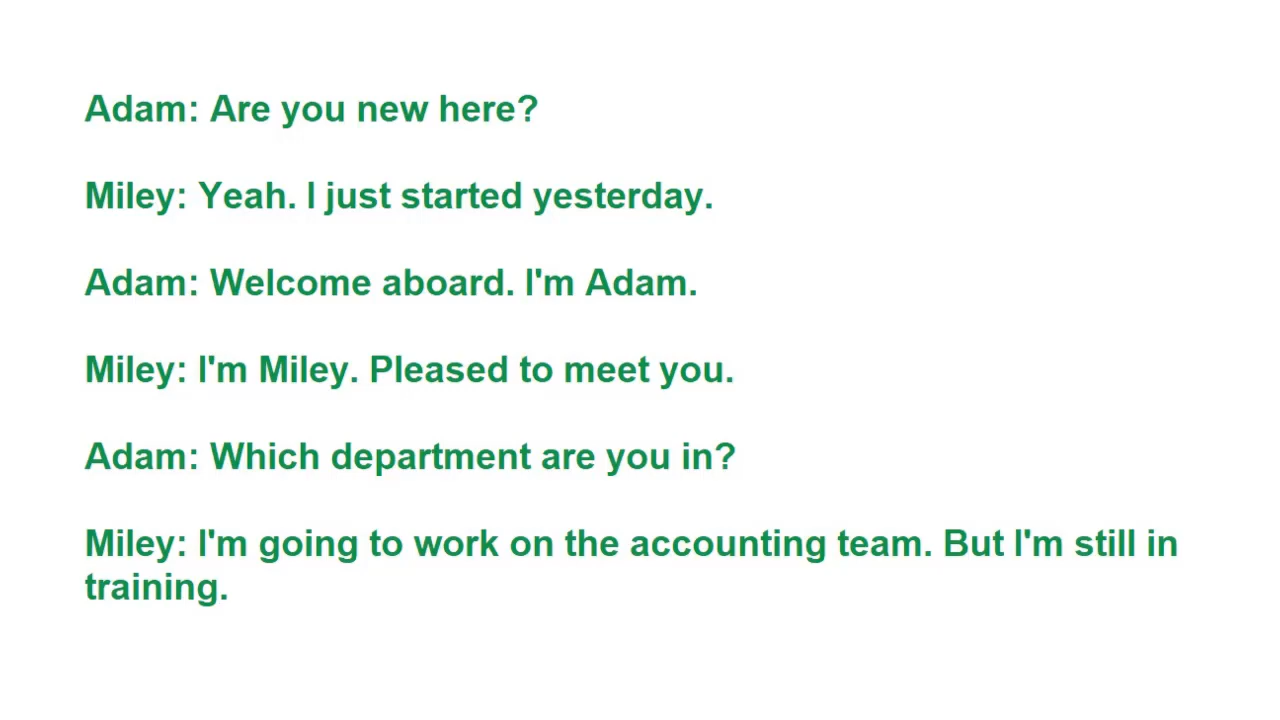 Adam: Are you new here?
Miley: Yeah. I just started yesterday.
Adam: Welcome aboard. I'm Adam.
Miley: I'm Miley. Pleased to meet you.
Adam: Which department are you in?
Miley: I'm going to work on the accounting team. But I'm still in
training.